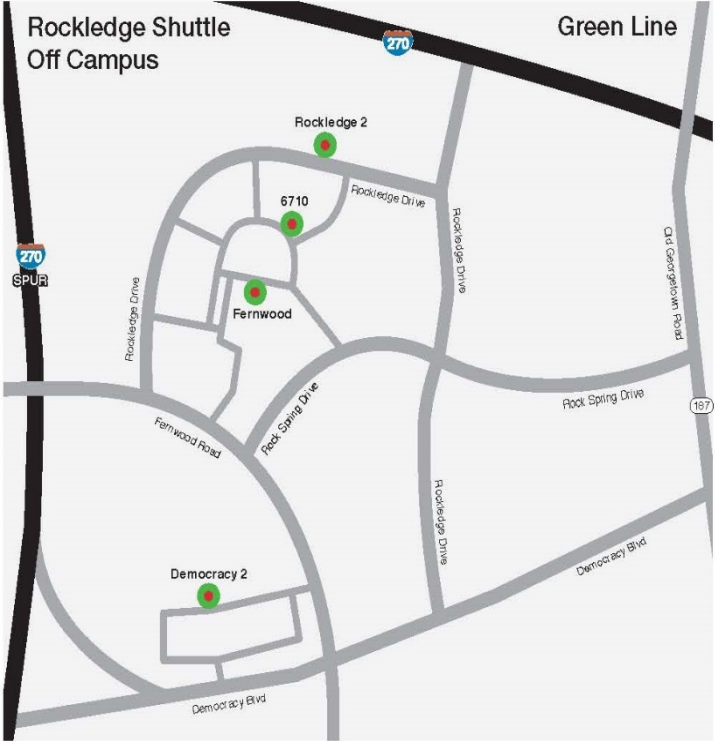 Rockledge Shuttle
Off Campus
Green Line
270
Rockledge 2
6710
Rockledge Drive
Rockledge Drive
Old Georgetown Road
270
SPUR
Rockledge Drive
Fernwood
187
Rock Spring Drive
Rock Spring Drive
Fernwood Road
Rockledge Drive
Democracy Blvd
Democracy 2
Democracy Blvd